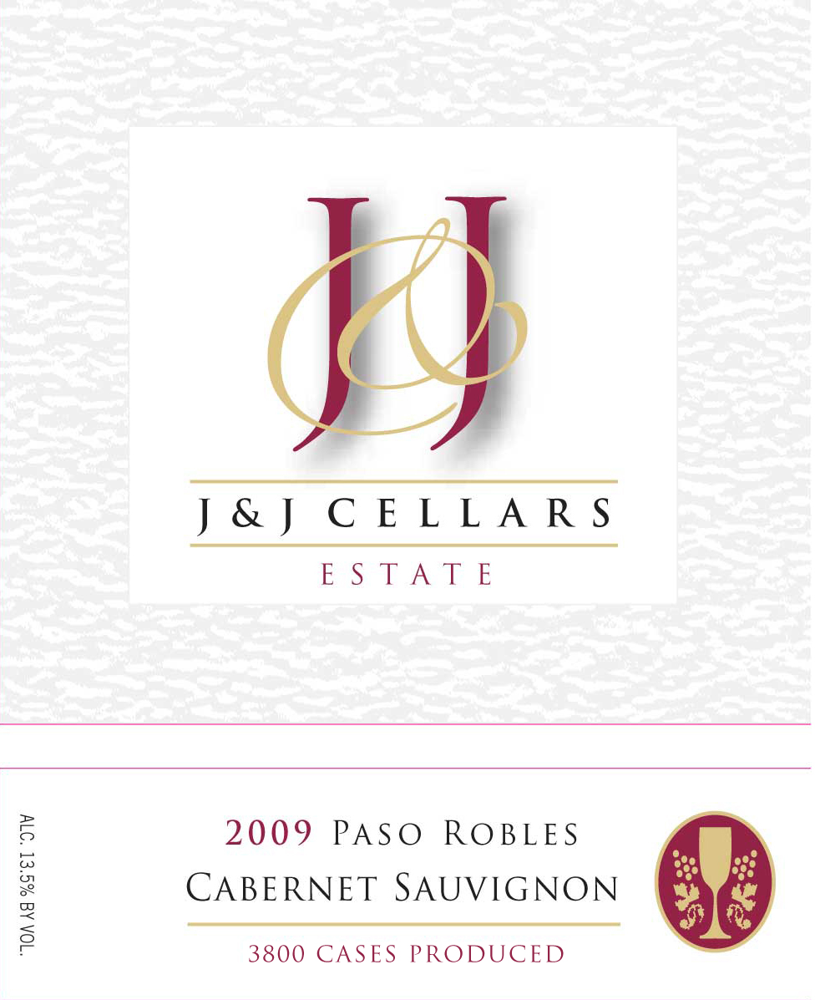 J&J
J & J CELLARS
ESTATE
2009 PASO ROBLES
CABERNET SAUVIGNON
3800 CASES PRODUCED
ALC. 13.5% BY VOL.